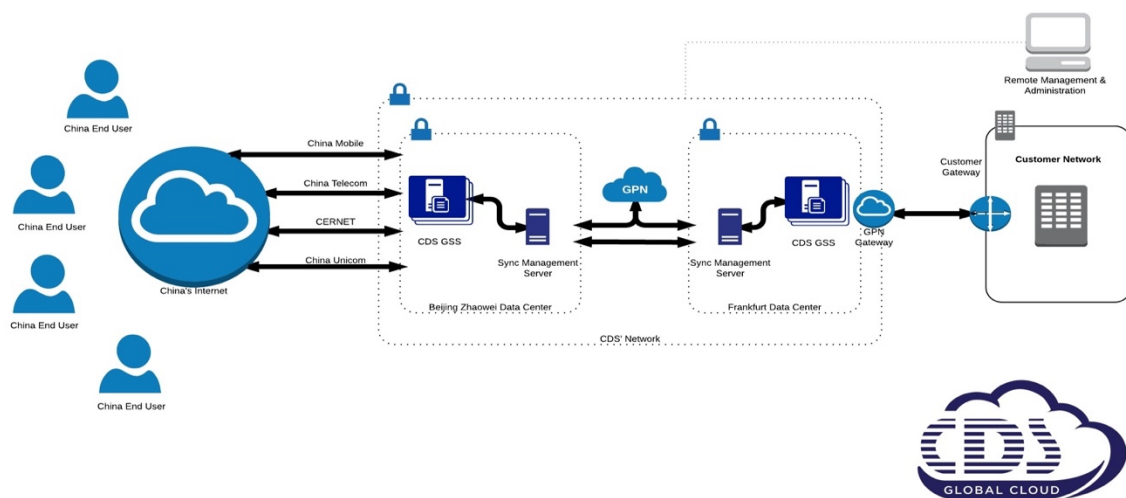 Remote Management &
Administration
China End User
China End User
China End User
China End User
China's Internet
China Mobile
China Telecom
CERNET
China Unicom
CDS GSS
Sync Management
Server
Beijing Zhaowei Data Center
GPN
Sync Management
Server
CDS GSS
Frankfurt Data Center
GPN
Gateway
CDS' Network
Customer
Gateway
Customer Network
CDS
GLOBAL CLOUD